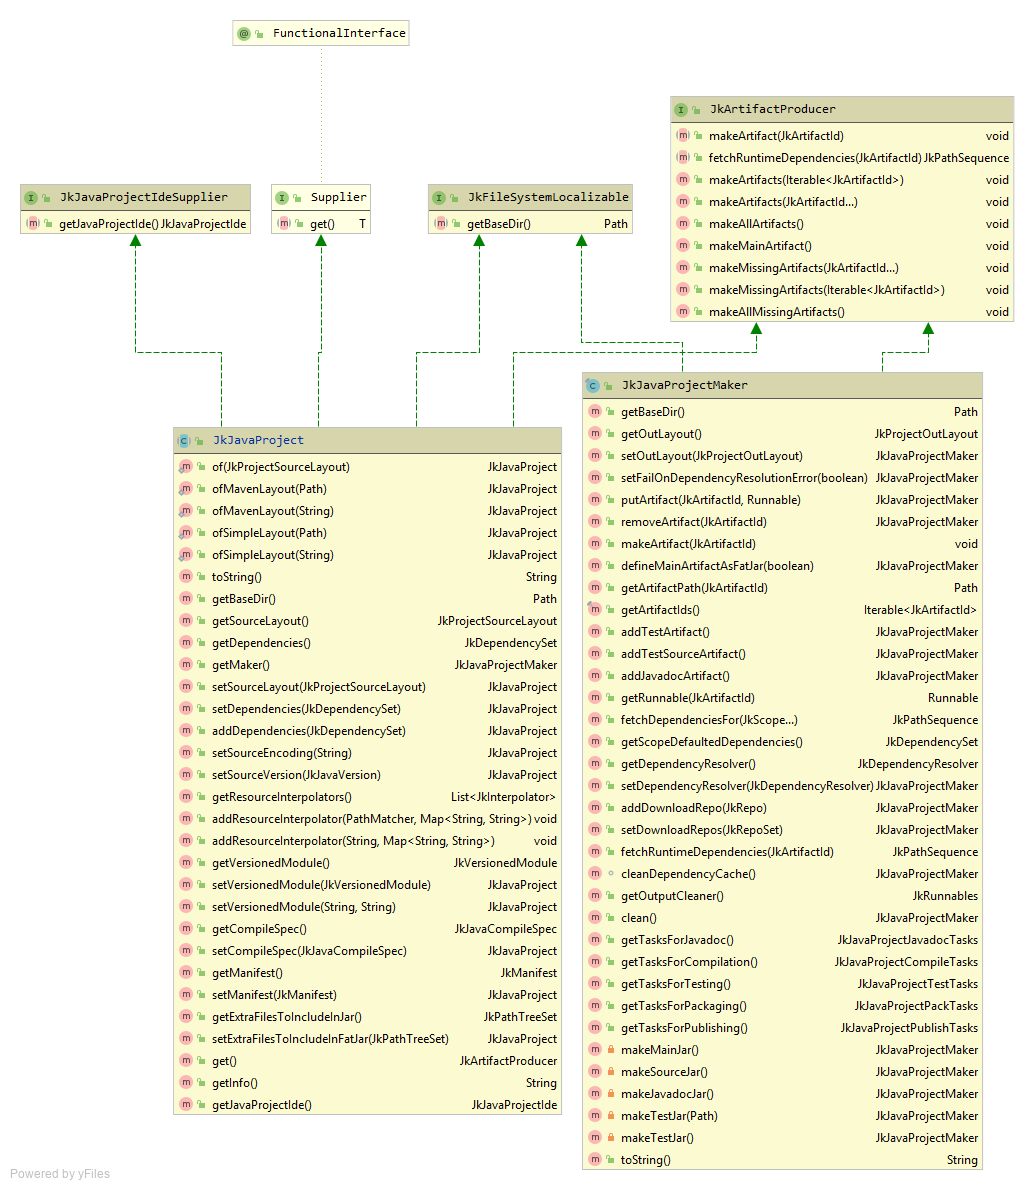 @ FunctionalInterface
I JkArtifactProducer
m makeArtifact(JkArtifactId) void
m fetchRuntimeDependencies(JkArtifactId) JkPathSequence
m makeArtifacts(Iterable<JkArtifactId>) void
m makeArtifacts(JkArtifactId...) void
m makeAllArtifacts() void
m makeMainArtifact() void
m makeMissingArtifacts(JkArtifactId...) void
m makeMissingArtifacts(Iterable<JkArtifactId>) void
m makeAllMissingArtifacts() void
I JkJavaProjectIdeSupplier
m getJavaProjectIde() JkJavaProjectIde
I Supplier
m get() T
I JkFileSystemLocalizable
m getBaseDir() Path
C JkJavaProject
m of(JkProjectSourceLayout) JkJavaProject
m ofMavenLayout(Path) JkJavaProject
m ofMavenLayout(String) JkJavaProject
m ofSimpleLayout(Path) JkJavaProject
m ofSimpleLayout(String) JkJavaProject
m toString() String
m getBaseDir() Path
m getSourceLayout() JkProjectSourceLayout
m getDependencies() JkDependencySet
m getMaker() JkJavaProjectMaker
m setSourceLayout(JkProjectSourceLayout) JkJavaProject
m setDependencies(JkDependencySet) JkJavaProject
m addDependencies(JkDependencySet) JkJavaProject
m setSourceEncoding(String) JkJavaProject
m setSourceVersion(JkJavaVersion) JkJavaProject
m getResourceInterpolators() List<JkInterpolator>
m addResourceInterpolator(PathMatcher, Map<String, String>) void
m addResourceInterpolator(String, Map<String, String>) void
m getVersionedModule() JkVersionedModule
m setVersionedModule(JkVersionedModule) JkJavaProject
m setVersionedModule(String, String) JkJavaProject
m getCompileSpec() JkJavaCompileSpec
m setCompileSpec(JkJavaCompileSpec) JkJavaProject
m getManifest() JkManifest
m setManifest(JkManifest) JkJavaProject
m getExtraFilesToIncludeInJar() JkPathTreeSet
m setExtraFilesToIncludeInFatJar(JkPathTreeSet) JkJavaProject
m get() JkArtifactProducer
m getInfo() String
m getJavaProjectIde() JkJavaProjectIde
C JkJavaProjectMaker
m getBaseDir() Path
m getOutLayout() JkProjectOutLayout
m setOutLayout(JkProjectOutLayout) JkJavaProjectMaker
m setFailOnDependencyResolutionError(boolean) JkJavaProjectMaker
m putArtifact(JkArtifactId, Runnable) JkJavaProjectMaker
m removeArtifact(JkArtifactId) JkJavaProjectMaker
m makeArtifact(JkArtifactId) void
m defineMainArtifactAsFatJar(boolean) JkJavaProjectMaker
m getArtifactPath(JkArtifactId) Path
m getArtifactIds() Iterable<JkArtifactId>
m addTestArtifact() JkJavaProjectMaker
m addTestSourceArtifact() JkJavaProjectMaker
m addJavadocArtifact() JkJavaProjectMaker
m getRunnable(JkArtifactId) Runnable
m fetchDependenciesFor(JkScope...) JkPathSequence
m getScopeDefaultedDependencies() JkDependencySet
m getDependencyResolver() JkDependencyResolver
m setDependencyResolver(JkDependencyResolver) JkJavaProjectMaker
m addDownloadRepo(JkRepo) JkJavaProjectMaker
m setDownloadRepos(JkRepoSet) JkJavaProjectMaker
m fetchRuntimeDependencies(JkArtifactId) JkPathSequence
m cleanDependencyCache() JkJavaProjectMaker
m getOutputCleaner() JkRunnables
m clean() JkJavaProjectMaker
m getTasksForJavadoc() JkJavaProjectJavadocTasks
m getTasksForCompilation() JkJavaProjectCompileTasks
m getTasksForTesting() JkJavaProjectTestTasks
m getTasksForPackaging() JkJavaProjectPackTasks
m getTasksForPublishing() JkJavaProjectPublishTasks
m makeMainJar() JkJavaProjectMaker
m makeSourceJar() JkJavaProjectMaker
m makeJavadocJar() JkJavaProjectMaker
m makeTestJar(Path) JkJavaProjectMaker
m makeTestJar() JkJavaProjectMaker
m toString() String
Powered by yFiles